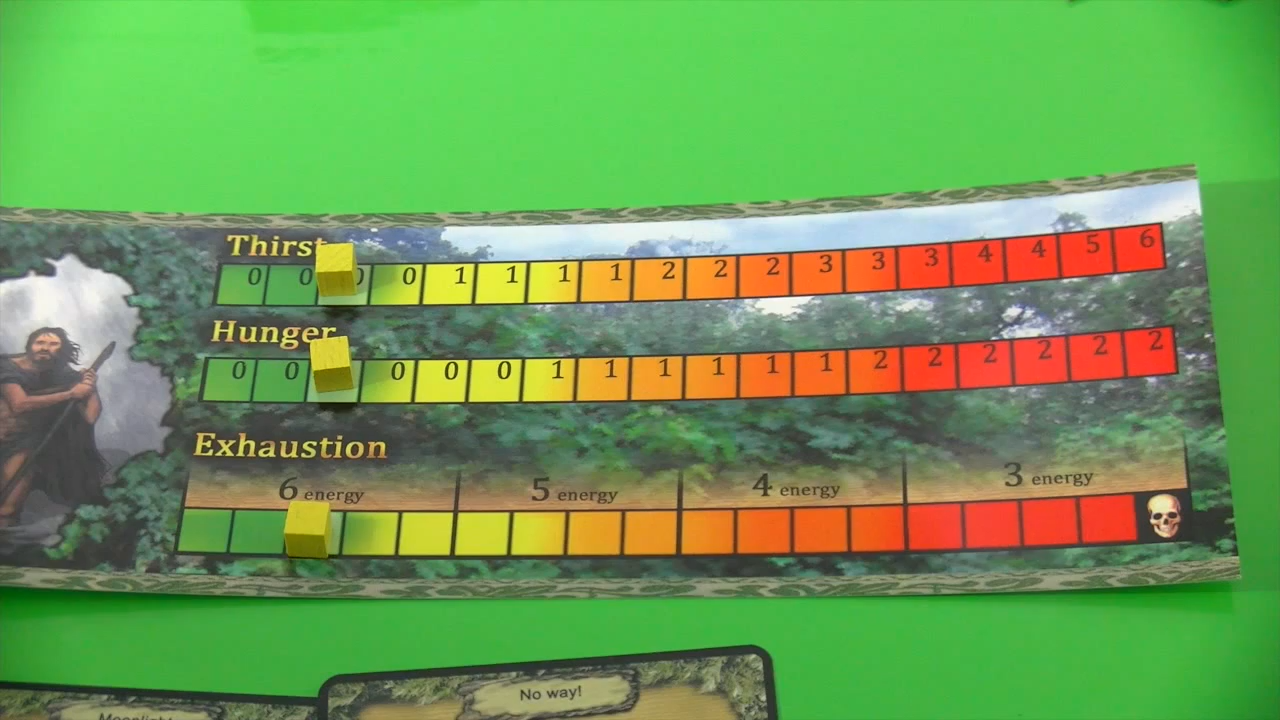 Thirst
0 0 0 0 1 1 1 1 2 2 2 3 3 3 4 4 5 6
Hunger
0 0 0 0 0 1 1 1 1 1 1 2 2 2 2 2 2
Exhaustion
6 energy 5 energy 4 energy 3 energy
No way!
Moonlight